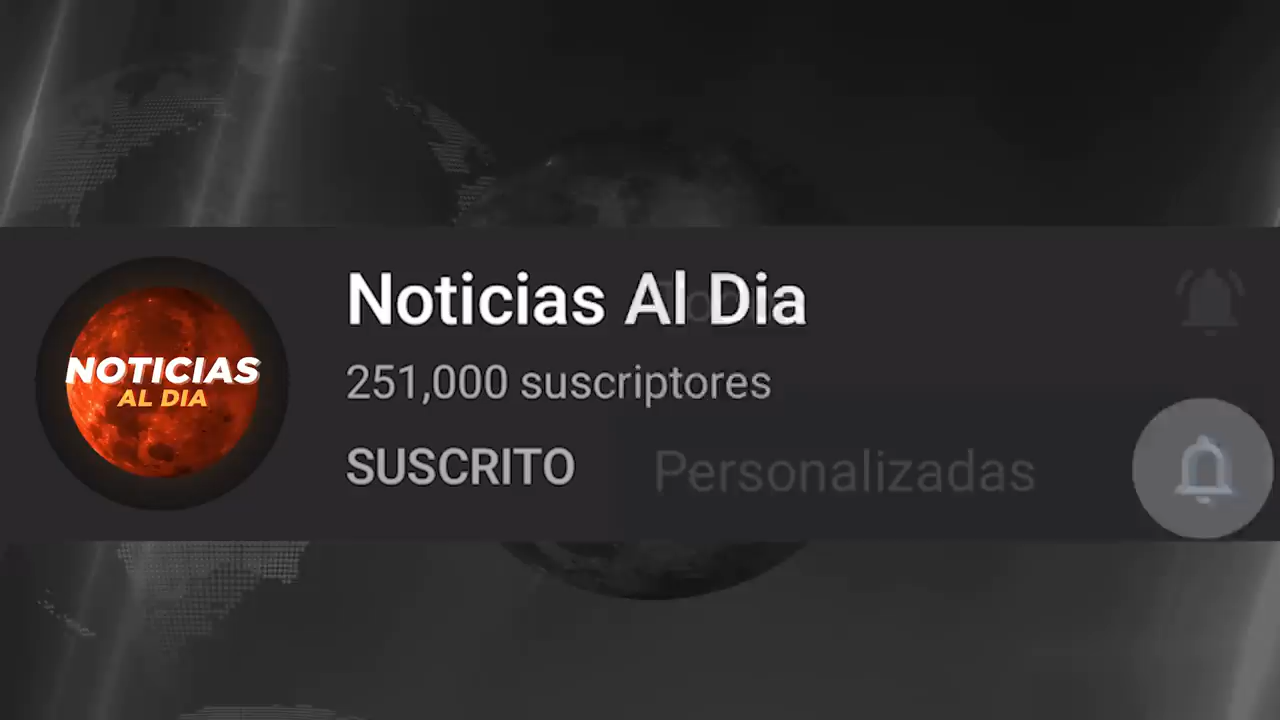 Noticias Al Dia
NOTICIAS
AL DIA
251,000 suscriptores
SUSCRITO
Personalizadas